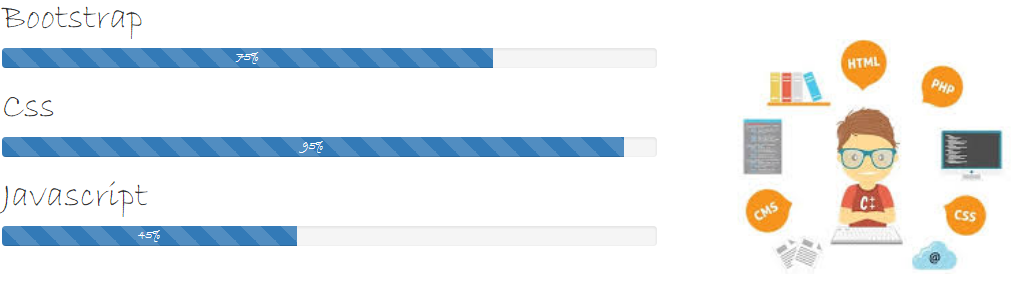 Bootstrap
75%
Css
95%
Javascript
45%
HTML
PHP
CMS
C+
CSS
@